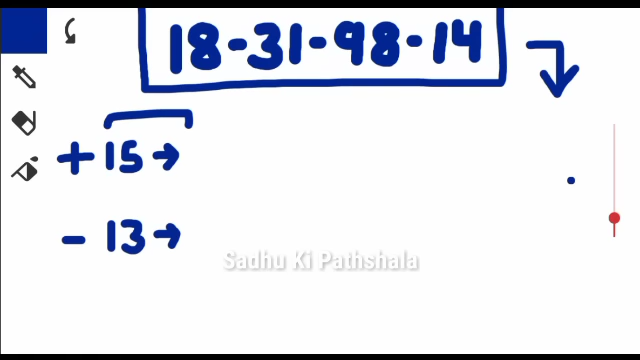 18-31-98-14
+ 15 →
- 13 →
Sadhu Ki Pathshala